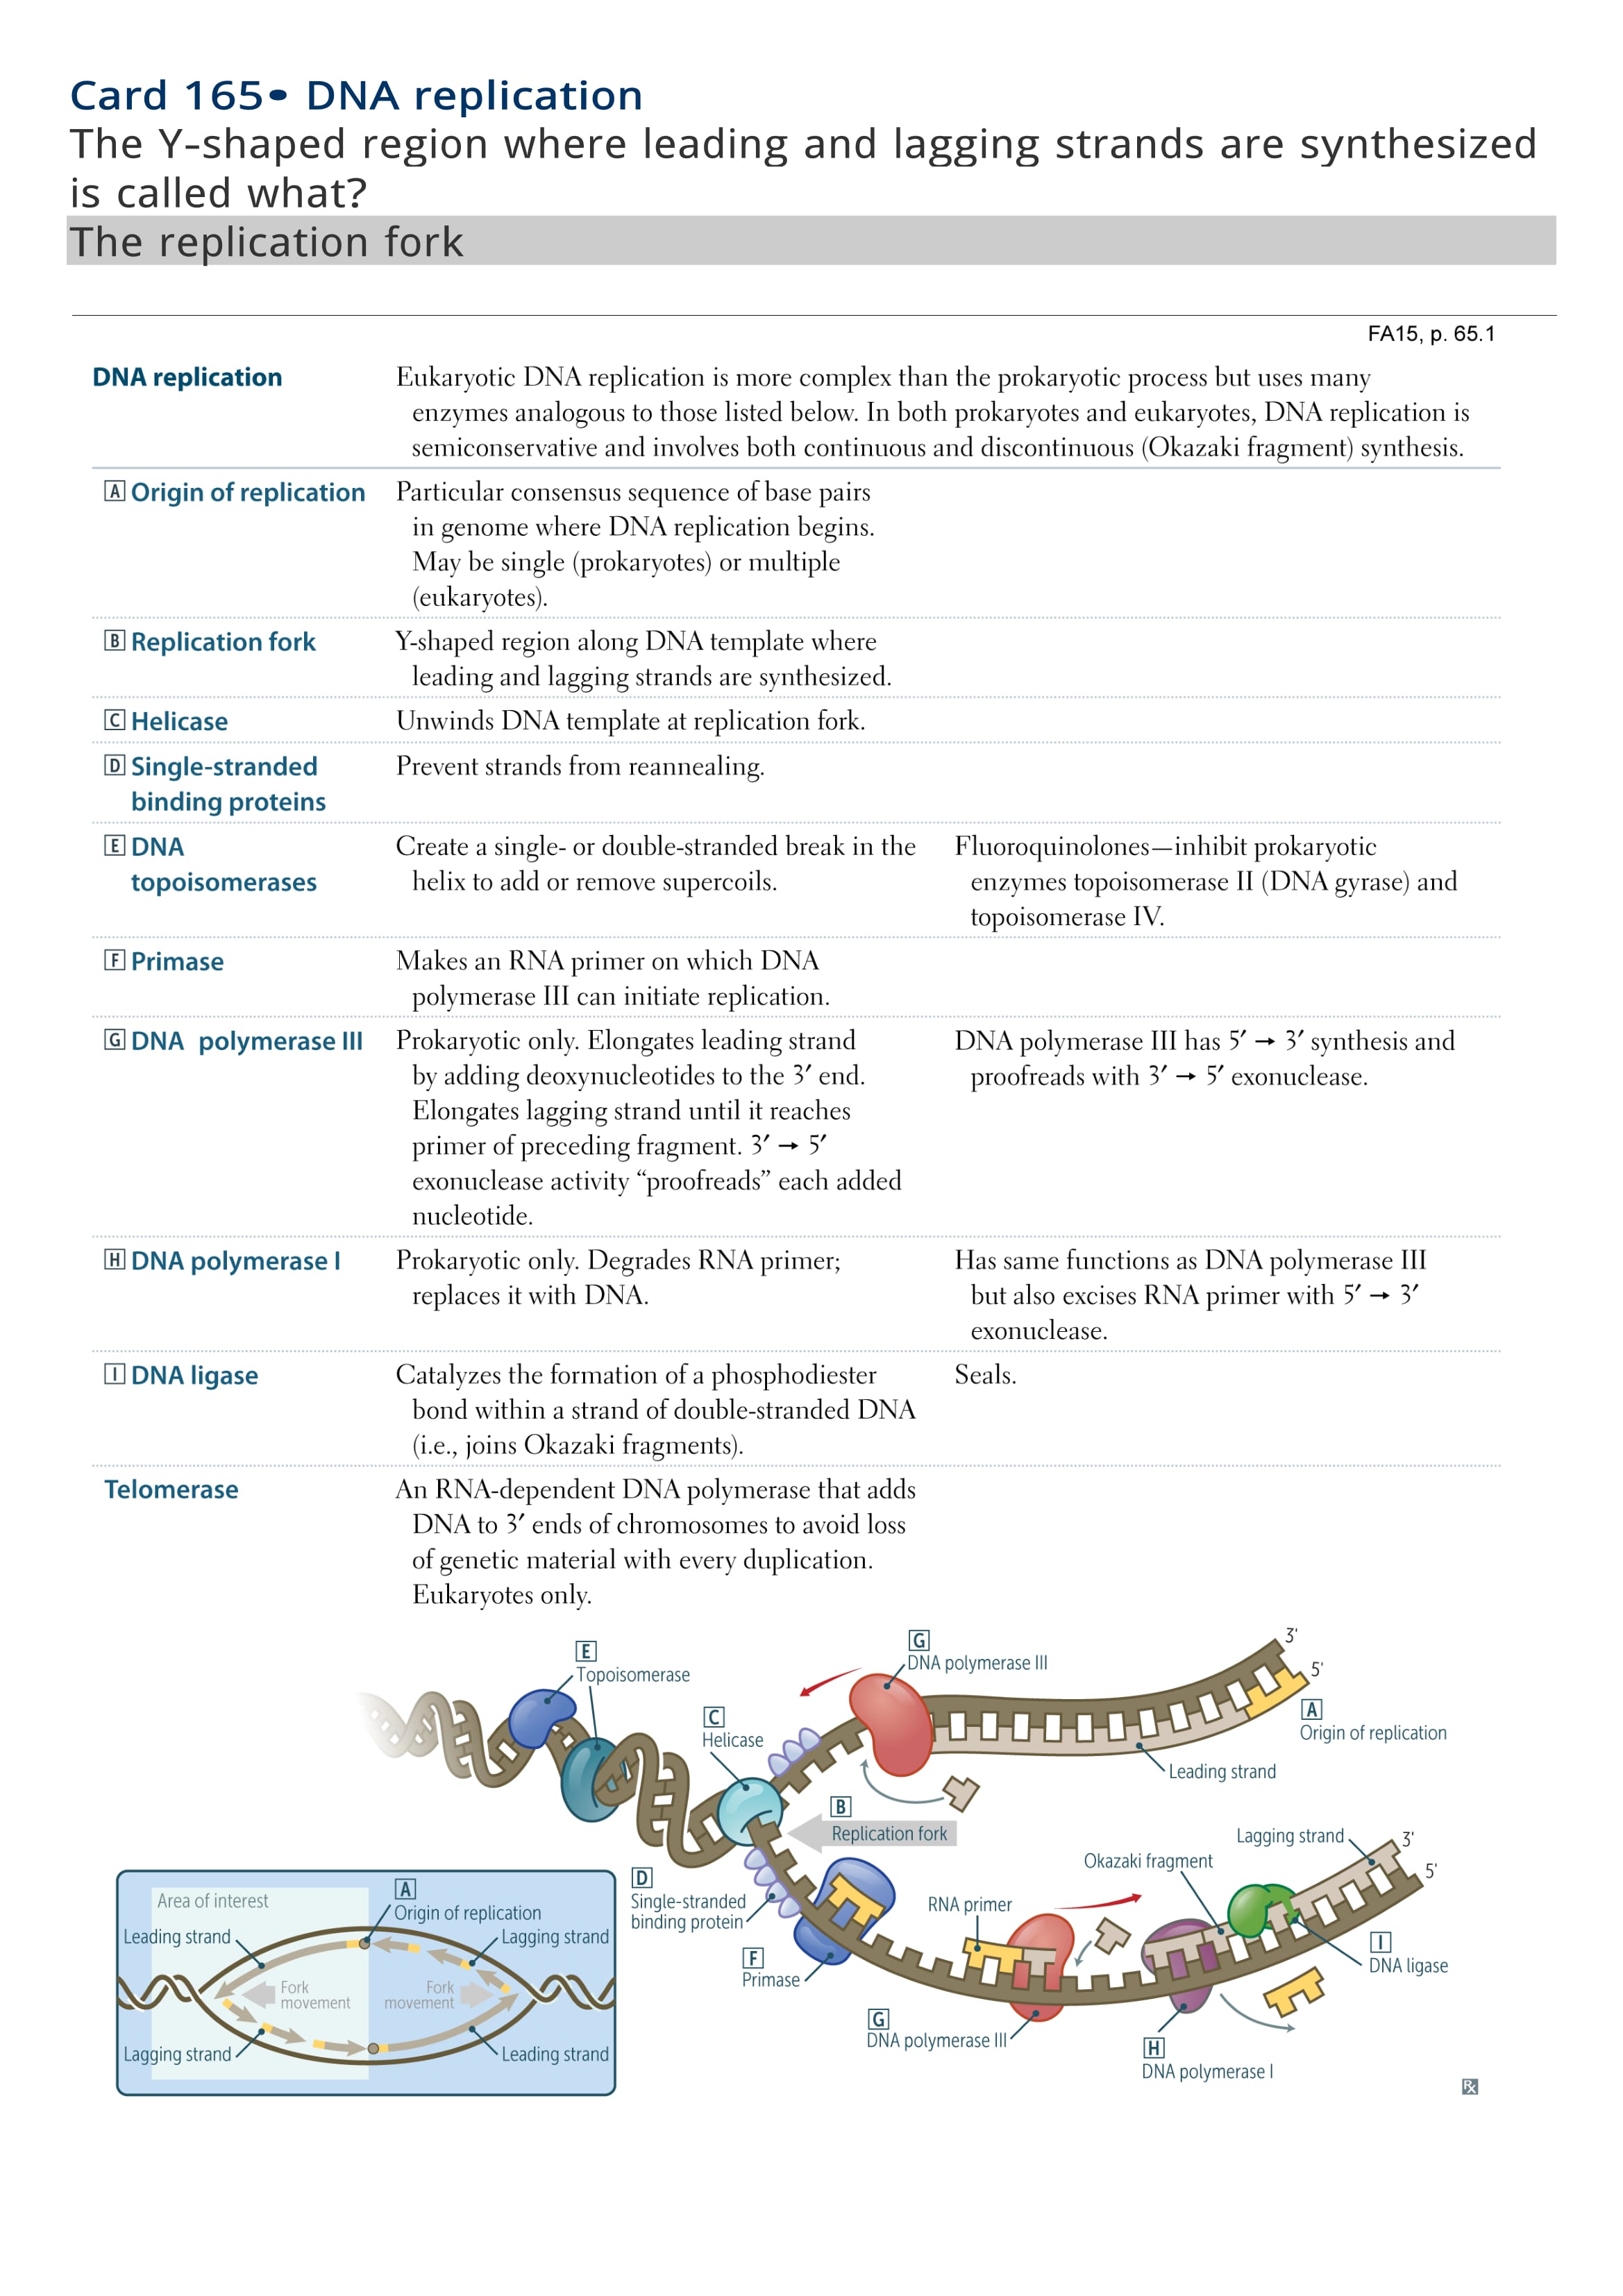 Card 165• DNA replication
The Y-shaped region where leading and lagging strands are synthesized
is called what?
The replication fork
FA15, p. 65.1
DNA replication
Eukaryotic DNA replication is more complex than the prokaryotic process but uses many
enzymes analogous to those listed below. In both prokaryotes and eukaryotes, DNA replication is
semiconservative and involves both continuous and discontinuous (Okazaki fragment) synthesis.
A Origin of replication
Particular consensus sequence of base pairs
in genome where DNA replication begins.
May be single (prokaryotes) or multiple
(eukaryotes).
B Replication fork
Y-shaped region along DNA template where
leading and lagging strands are synthesized.
C Helicase
Unwinds DNA template at replication fork.
D Single-stranded
binding proteins
Prevent strands from reannealing.
E DNA
topoisomerases
Create a single- or double-stranded break in the
helix to add or remove supercoils.
Fluoroquinolones—inhibit prokaryotic
enzymes topoisomerase II (DNA gyrase) and
topoisomerase IV.
F Primase
Makes an RNA primer on which DNA
polymerase III can initiate replication.
G DNA polymerase III
Prokaryotic only. Elongates leading strand
by adding deoxynucleotides to the 3′ end.
Elongates lagging strand until it reaches
primer of preceding fragment. 3′ → 5′
exonuclease activity “proofreads” each added
nucleotide.
DNA polymerase III has 5′ → 3′ synthesis and
proofreads with 3′ → 5′ exonuclease.
H DNA polymerase I
Prokaryotic only. Degrades RNA primer;
replaces it with DNA.
Has same functions as DNA polymerase III
but also excises RNA primer with 5′ → 3′
exonuclease.
I DNA ligase
Catalyzes the formation of a phosphodiester
bond within a strand of double-stranded DNA
(i.e., joins Okazaki fragments).
Seals.
Telomerase
An RNA-dependent DNA polymerase that adds
DNA to 3′ ends of chromosomes to avoid loss
of genetic material with every duplication.
Eukaryotes only.
E
Topoisomerase
G
DNA polymerase III
3'
5'
A
Origin of replication
C
Helicase
Leading strand
B
Replication fork
Lagging strand
3'
5'
Okazaki fragment
D
Single-stranded
binding protein
RNA primer
F
Primase
I
DNA ligase
G
DNA polymerase III
H
DNA polymerase I
Area of interest
A
Origin of replication
Leading strand
Lagging strand
Fork
movement
Fork
movement
Lagging strand
Leading strand
Rx